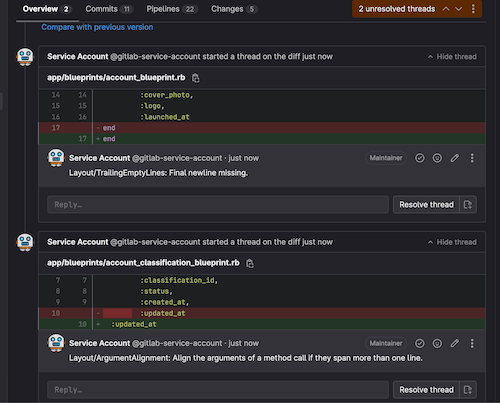 Overview 2 Commits 11 Pipelines 22 Changes 5 2 unresolved threads
Compare with previous version
Service Account @gitlab-service-account started a thread on the diff just now Hide thread
app/blueprints/account_blueprint.rb
14 14 :cover_photo,
15 15 :logo,
16 16 :launched_at
17 - end
17 + end
Service Account @gitlab-service-account · just now Maintainer
Layout/TrailingEmptyLines: Final newline missing.
Reply… Resolve thread
Service Account @gitlab-service-account started a thread on the diff just now Hide thread
app/blueprints/account_classification_blueprint.rb
7 7 :classification_id,
8 8 :status,
9 9 :created_at,
10 - :updated_at
10 + :updated_at
Service Account @gitlab-service-account · just now Maintainer
Layout/ArgumentAlignment: Align the arguments of a method call if they span more than one line.
Reply… Resolve thread